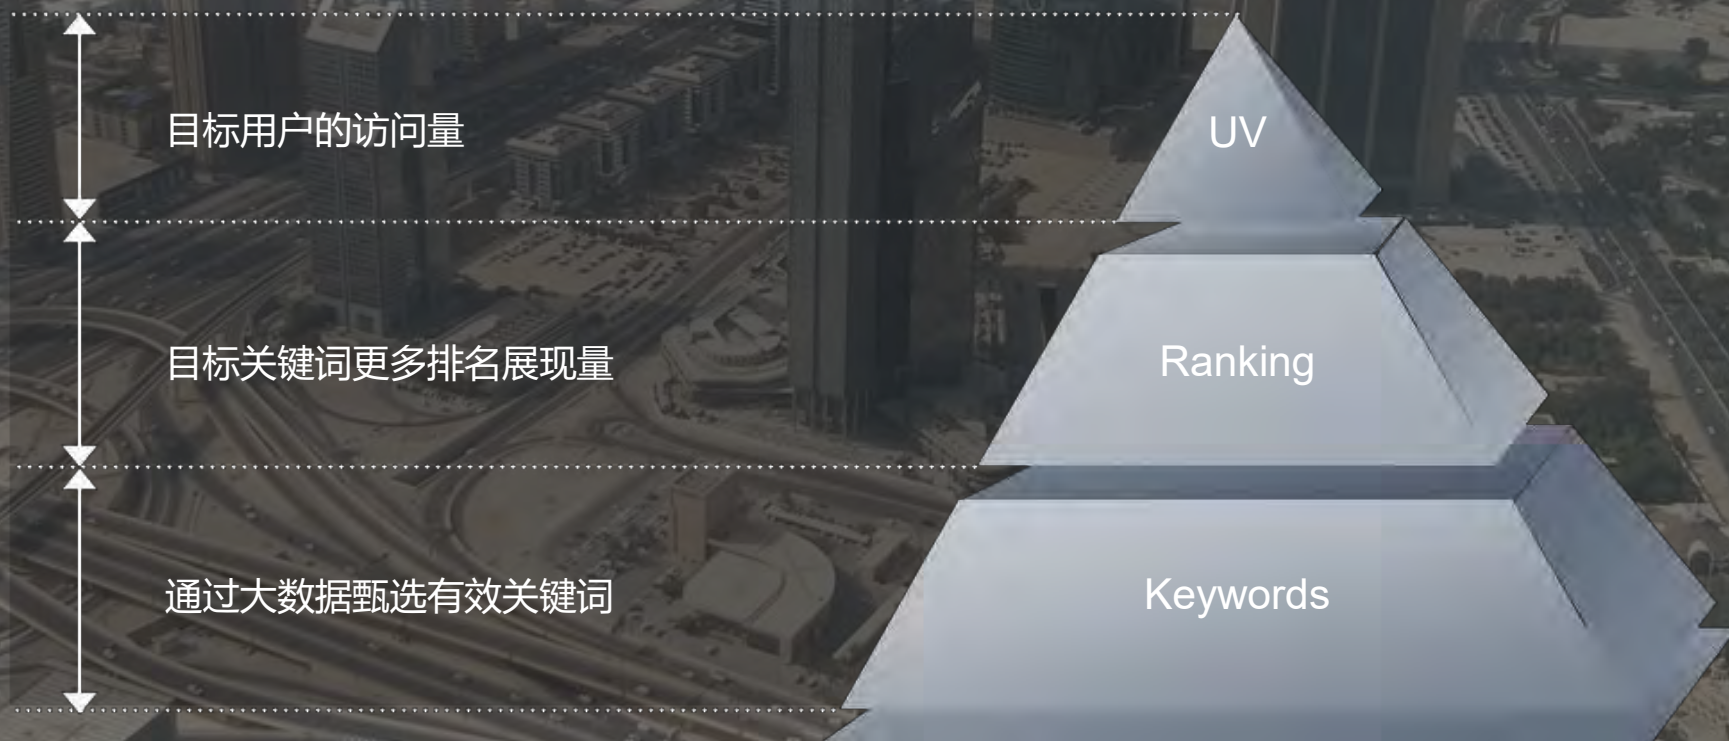 目标用户的访问量
UV
目标关键词更多排名展现量
Ranking
通过大数据甄选有效关键词
Keywords